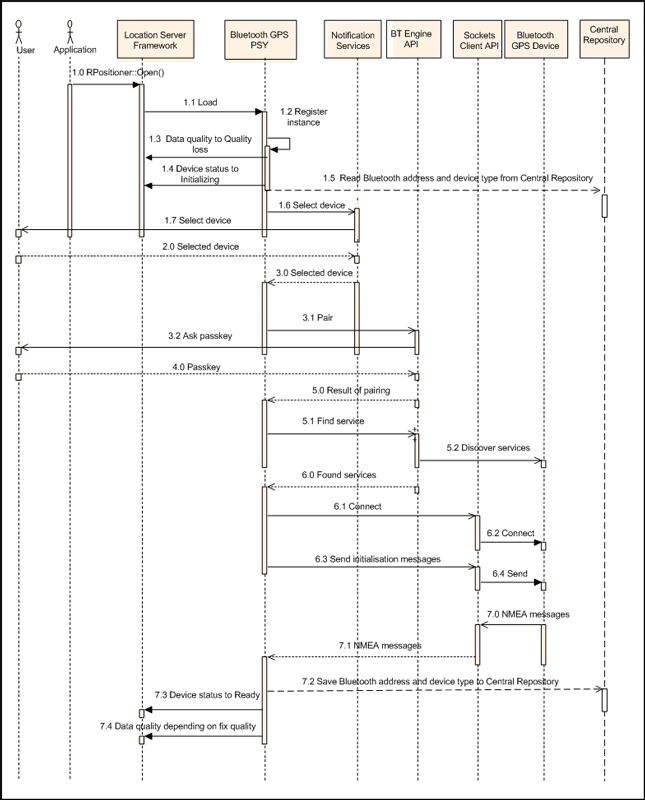 User
Application
Location Server
Framework
Bluetooth GPS
PSY
Notification
Services
BT Engine
API
Sockets
Client API
Bluetooth
GPS Device
Central
Repository
1.0 RPositioner::Open()
1.1 Load
1.2 Register
instance
1.3 Data quality to Quality
loss
1.4 Device status to
Initializing
1.5 Read Bluetooth address and device type from Central Repository
1.6 Select device
1.7 Select device
2.0 Selected device
3.0 Selected device
3.1 Pair
3.2 Ask passkey
4.0 Passkey
5.0 Result of pairing
5.1 Find service
5.2 Discover services
6.0 Found services
6.1 Connect
6.2 Connect
6.3 Send initialisation messages
6.4 Send
7.0 NMEA messages
7.1 NMEA messages
7.2 Save Bluetooth address and device type to Central Repository
7.3 Device status to Ready
7.4 Data quality depending on fix quality